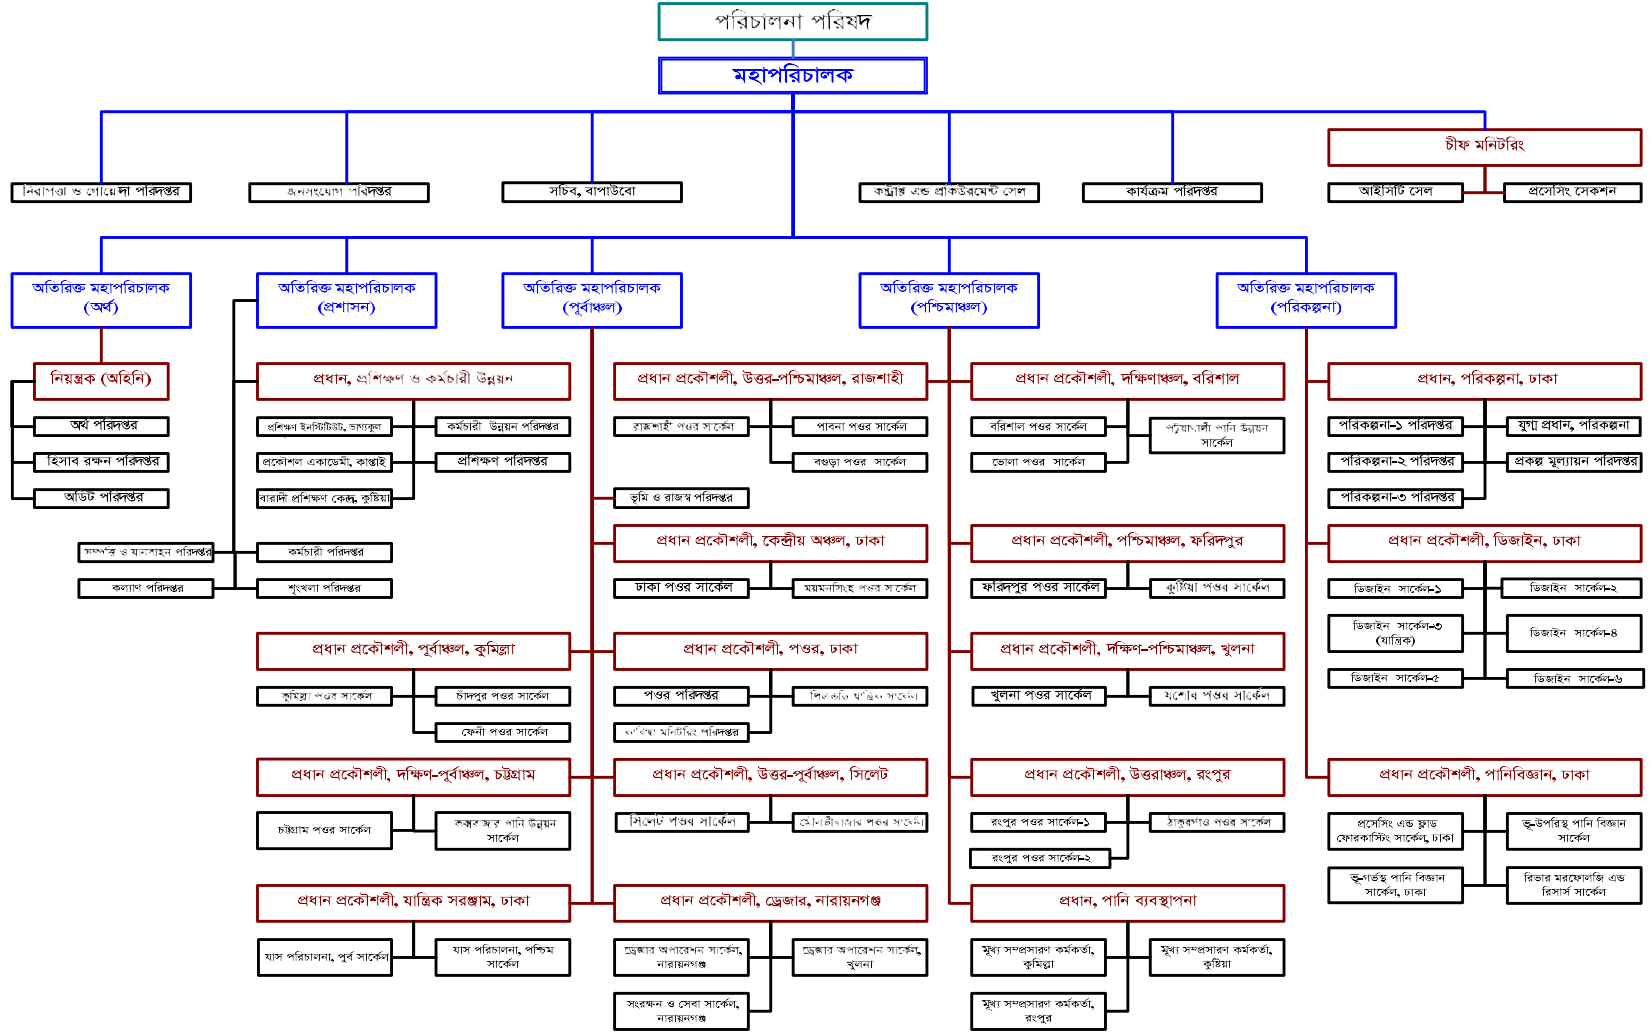 পরিচালনা পরিষদ
মহাপরিচালক
চীফ মনিটরিং
নিরাপত্তা ও গোয়েন্দা পরিদপ্তর
জনসংযোগ পরিদপ্তর
সচিব, বাপাউবো
কন্ট্রাক্ট এন্ড প্রকিউরমেন্ট সেল
কার্যক্রম পরিদপ্তর
আইসিটি সেল
প্রসেসিং সেকশন
অতিরিক্ত মহাপরিচালক
(অর্থ)
অতিরিক্ত মহাপরিচালক
(প্রশাসন)
অতিরিক্ত মহাপরিচালক
(পূর্বাঞ্চল)
অতিরিক্ত মহাপরিচালক
(পশ্চিমাঞ্চল)
অতিরিক্ত মহাপরিচালক
(পরিকল্পনা)
নিয়ন্ত্রক (অহিনি)
প্রধান, প্রশিক্ষণ ও কর্মচারী উন্নয়ন
প্রধান প্রকৌশলী, উত্তর-পশ্চিমাঞ্চল, রাজশাহী
প্রধান প্রকৌশলী, দক্ষিণাঞ্চল, বরিশাল
প্রধান, পরিকল্পনা, ঢাকা
অর্থ পরিদপ্তর
প্রশিক্ষণ ইনস্টিটিউট, ভাগ্যকুল
কর্মচারী উন্নয়ন পরিদপ্তর
রাজশাহী পওর সার্কেল
পাবনা পওর সার্কেল
বরিশাল পওর সার্কেল
পটুয়াখালী পানি উন্নয়ন
সার্কেল
পরিকল্পনা-১ পরিদপ্তর
যুগ্ম প্রধান, পরিকল্পনা
হিসাব রক্ষন পরিদপ্তর
প্রকৌশল একাডেমী, কাপ্তাই
প্রশিক্ষণ পরিদপ্তর
বগুড়া পওর সার্কেল
ভোলা পওর সার্কেল
পরিকল্পনা-২ পরিদপ্তর
প্রকল্প মূল্যায়ন পরিদপ্তর
অডিট পরিদপ্তর
বারাদী প্রশিক্ষণ কেন্দ্র, কুষ্টিয়া
ভূমি ও রাজস্ব পরিদপ্তর
পরিকল্পনা-৩ পরিদপ্তর
সম্পত্তি ও যানবাহন পরিদপ্তর
কর্মচারী পরিদপ্তর
প্রধান প্রকৌশলী, কেন্দ্রীয় অঞ্চল, ঢাকা
প্রধান প্রকৌশলী, পশ্চিমাঞ্চল, ফরিদপুর
প্রধান প্রকৌশলী, ডিজাইন, ঢাকা
কল্যাণ পরিদপ্তর
শৃংখলা পরিদপ্তর
ঢাকা পওর সার্কেল
ময়মনসিংহ পওর সার্কেল
ফরিদপুর পওর সার্কেল
কুষ্টিয়া পওর সার্কেল
ডিজাইন সার্কেল-১
ডিজাইন সার্কেল-২
ডিজাইন সার্কেল-৩
(যান্ত্রিক)
ডিজাইন সার্কেল-৪
প্রধান প্রকৌশলী, পূর্বাঞ্চল, কুমিল্লা
প্রধান প্রকৌশলী, পওর, ঢাকা
প্রধান প্রকৌশলী, দক্ষিণ-পশ্চিমাঞ্চল, খুলনা
ডিজাইন সার্কেল-৫
ডিজাইন সার্কেল-৬
কুমিল্লা পওর সার্কেল
চাঁদপুর পওর সার্কেল
পওর পরিদপ্তর
যান্ত্রিক সার্কেল
খুলনা পওর সার্কেল
যশোর পওর সার্কেল
ফেনী পওর সার্কেল
মনিটরিং পরিদপ্তর
প্রধান প্রকৌশলী, দক্ষিণ-পূর্বাঞ্চল, চট্টগ্রাম
প্রধান প্রকৌশলী, উত্তর-পূর্বাঞ্চল, সিলেট
প্রধান প্রকৌশলী, উত্তরাঞ্চল, রংপুর
প্রধান প্রকৌশলী, পানিবিজ্ঞান, ঢাকা
চট্টগ্রাম পওর সার্কেল
কক্সবাজার পানি উন্নয়ন
সার্কেল
সিলেট পওর সার্কেল
মৌলভীবাজার পওর সার্কেল
রংপুর পওর সার্কেল-১
ঠাকুরগাও পওর সার্কেল
প্রসেসিং এন্ড ফ্লাড
ফোরকাস্টিং সার্কেল, ঢাকা
ভূ-উপরিস্থ পানি বিজ্ঞান
সার্কেল
রংপুর পওর সার্কেল-২
ভূ-গর্ভস্থ পানি বিজ্ঞান
সার্কেল, ঢাকা
রিভার মরফোলজি এন্ড
রিসার্স সার্কেল
প্রধান প্রকৌশলী, যান্ত্রিক সরঞ্জাম, ঢাকা
প্রধান প্রকৌশলী, ড্রেজার, নারায়নগঞ্জ
প্রধান, পানি ব্যবস্থাপনা
যাস পরিচালনা, পুর্ব সার্কেল
যাস পরিচালনা, পশ্চিম
সার্কেল
ড্রেজার অপারেশন সার্কেল,
নারায়নগঞ্জ
ড্রেজার অপারেশন সার্কেল,
খুলনা
মূখ্য সম্প্রসারণ কর্মকর্তা,
কুমিল্লা
মূখ্য সম্প্রসারণ কর্মকর্তা,
কুষ্টিয়া
সংরক্ষন ও সেবা সার্কেল,
নারায়নগঞ্জ
মূখ্য সম্প্রসারণ কর্মকর্তা,
রংপুর